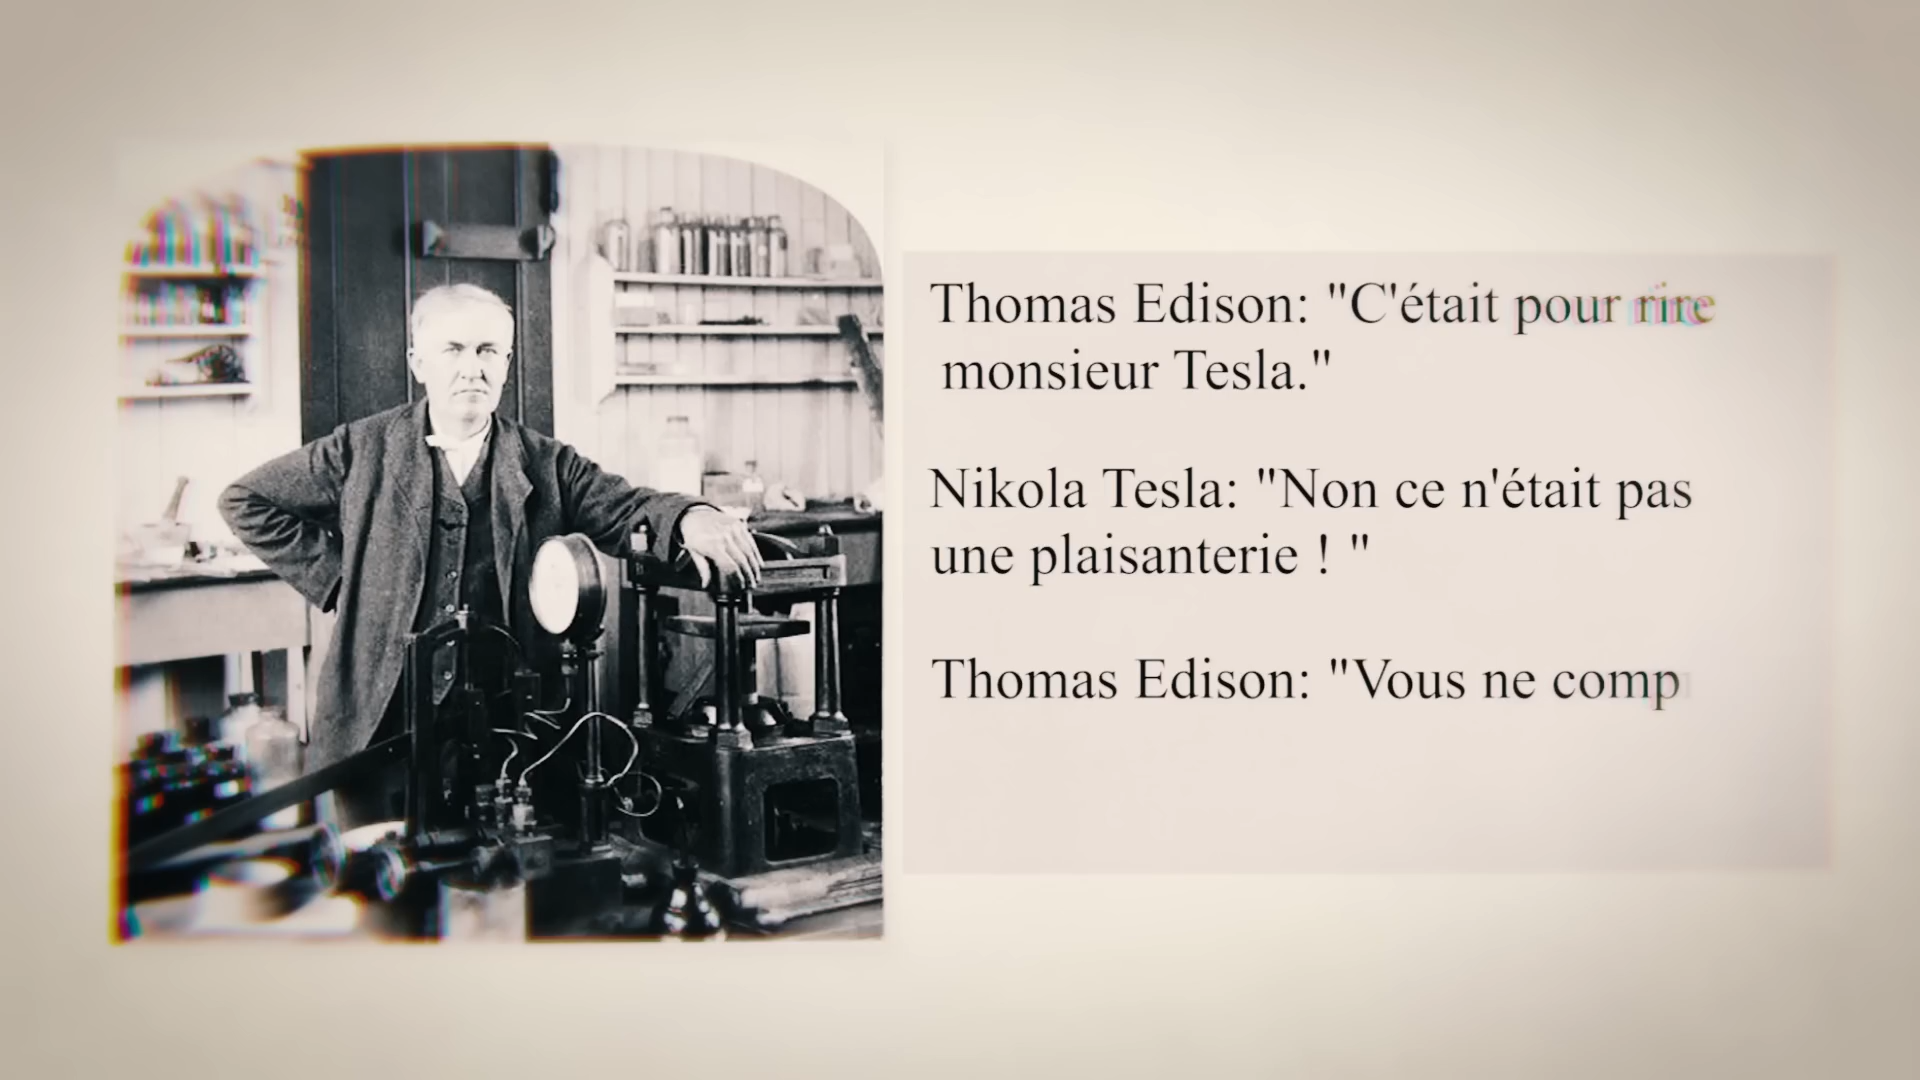 Thomas Edison: "C'était pour rire
monsieur Tesla."
Nikola Tesla: "Non ce n'était pas
une plaisanterie ! "
Thomas Edison: "Vous ne comp